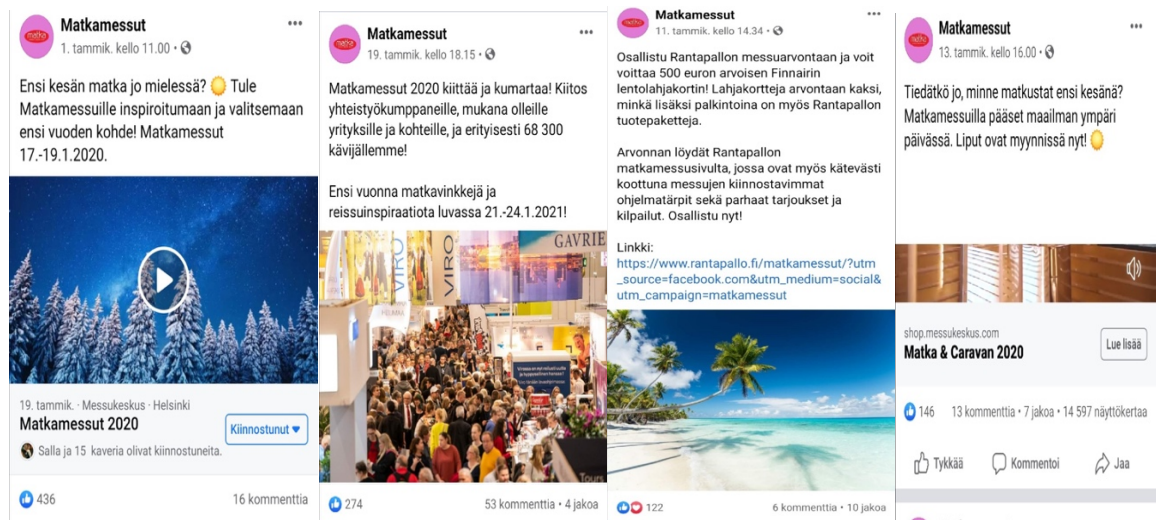 matka
Matkamessut
1. tammik. kello 11.00 •
Ensi kesän matka jo mielessä? Tule
Matkamessuille inspiroitumaan ja valitsemaan
ensi vuoden kohde! Matkamessut
17.-19.1.2020.
19. tammik. · Messukeskus · Helsinki
Matkamessut 2020
Kiinnostunut
Salla ja 15 kaveria olivat kiinnostuneita.
436
16 kommenttia
matka
Matkamessut
19. tammik. kello 18.15 •
Matkamessut 2020 kiittää ja kumartaa! Kiitos
yhteistyökumppaneille, mukana olleille
yrityksille ja kohteille, ja erityisesti 68 300
kävijällemme!
Ensi vuonna matkavinkkejä ja
reissuinspiraatiota luvassa 21.-24.1.2021!
VIRO
VIRO
GAVRIE
Tours
274
53 kommenttia • 4 jakoa
matka
Matkamessut
11. tammik. kello 14.34 •
Osallistu Rantapallon messuarvontaan ja voit
voittaa 500 euron arvoisen Finnairin
lentolahjakortin! Lahjakortteja arvontaan kaksi,
minkä lisäksi palkintoina on myös Rantapallon
tuotepaketteja.
Arvonnan löydät Rantapallon
matkamessusivulta, jossa ovat myös kätevästi
koottuna messujen kiinnostavimmat
ohjelmatärpit sekä parhaat tarjoukset ja
kilpailut. Osallistu nyt!
Linkki:
https://www.rantapallo.fi/matkamessut/?utm
_source=facebook.com&utm_medium=social&
utm_campaign=matkamessut
122
6 kommenttia • 10 jakoa
matka
Matkamessut
13. tammik. kello 16.00 •
Tiedätkö jo, minne matkustat ensi kesänä?
Matkamessuilla pääset maailman ympäri
päivässä. Liput ovat myynnissä nyt!
shop.messukeskus.com
Matka & Caravan 2020
Lue lisää
146
13 kommenttia • 7 jakoa • 14 597 näyttökertaa
Tykkää
Kommentoi
Jaa